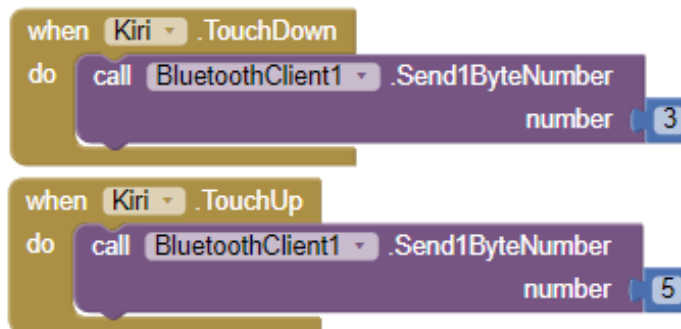 when Kiri .TouchDown
do call BluetoothClient1 .Send1ByteNumber
number 3
when Kiri .TouchUp
do call BluetoothClient1 .Send1ByteNumber
number 5